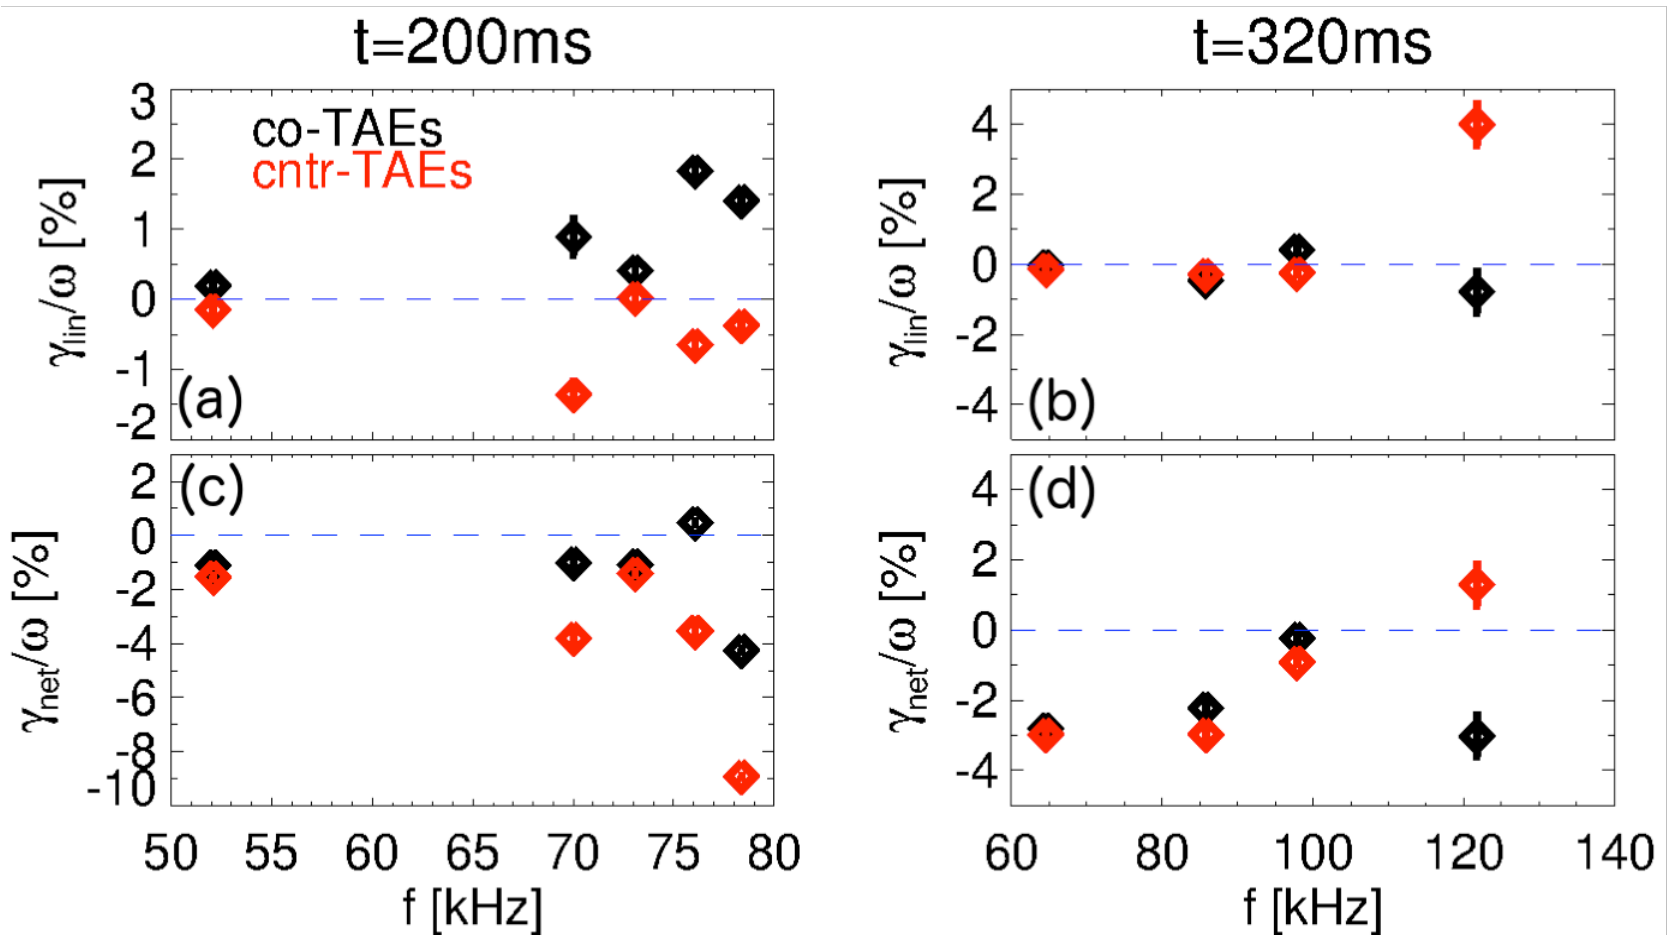 t=200ms
t=320ms
3
2
1
0
-1
-2
γlin/ω [%]
co-TAEs
cntr-TAEs
(a)
4
2
0
-2
-4
γlin/ω [%]
(b)
2
0
-2
-4
-6
-8
-10
γnet/ω [%]
(c)
50 55 60 65 70 75 80
f [kHz]
4
2
0
-2
-4
γnet/ω [%]
(d)
60 80 100 120 140
f [kHz]